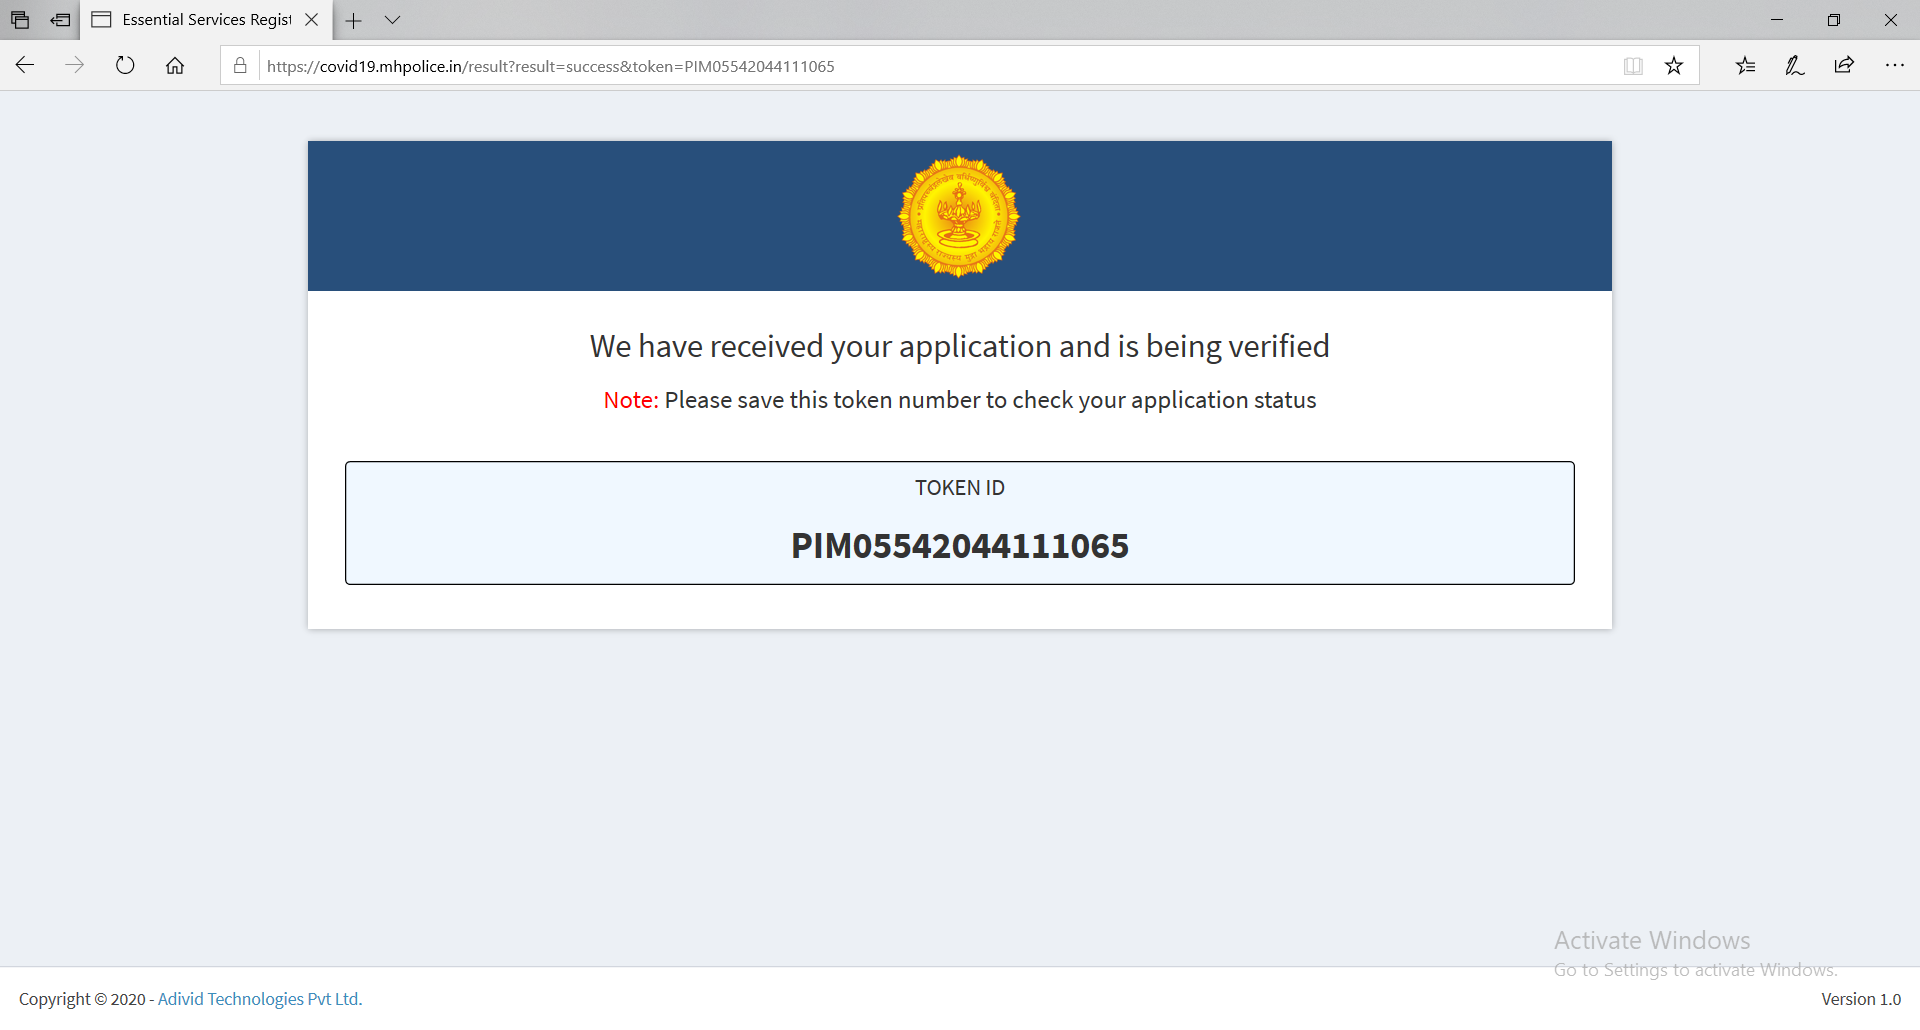 Essential Services Regist
https://covid19.mhpolice.in/result?result=success&token=PIM05542044111065
We have received your application and is being verified
Note: Please save this token number to check your application status
TOKEN ID
PIM05542044111065
Activate Windows
Go to Settings to activate Windows.
Copyright © 2020 - Adivid Technologies Pvt Ltd.
Version 1.0